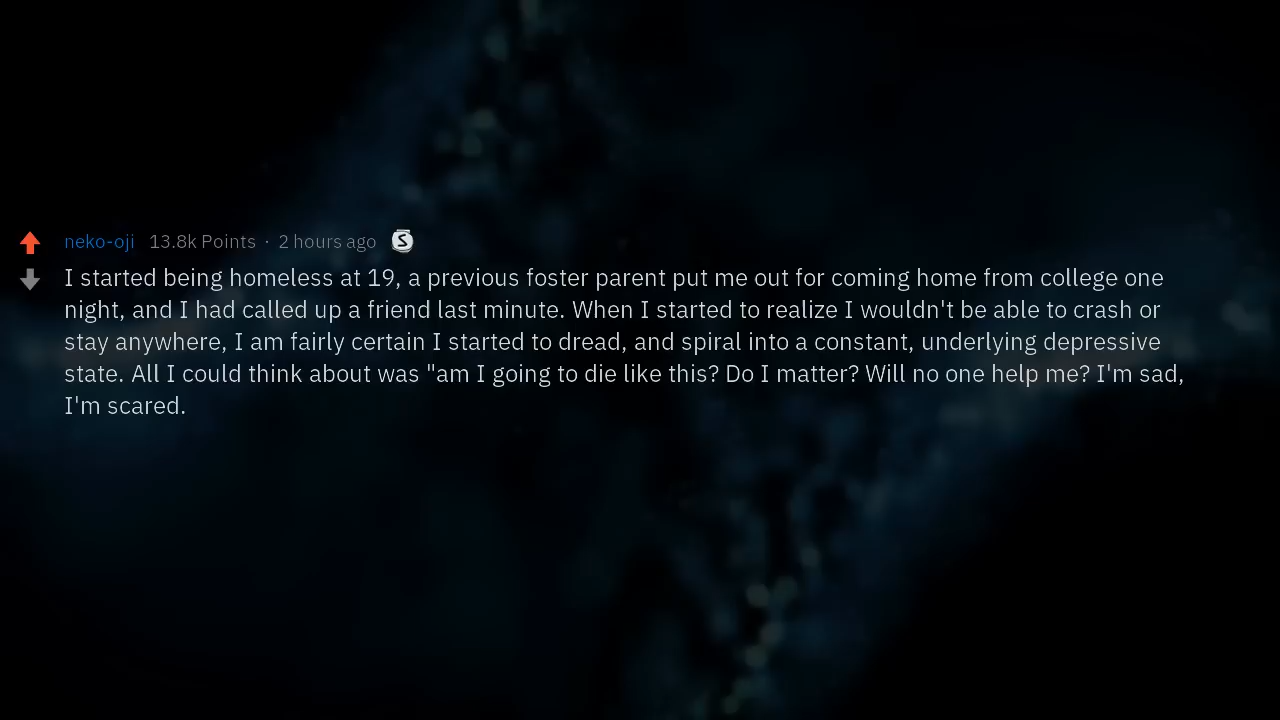 neko-oji 13.8k Points · 2 hours ago S
I started being homeless at 19, a previous foster parent put me out for coming home from college one
night, and I had called up a friend last minute. When I started to realize I wouldn't be able to crash or
stay anywhere, I am fairly certain I started to dread, and spiral into a constant, underlying depressive
state. All I could think about was "am I going to die like this? Do I matter? Will no one help me? I'm sad,
I'm scared.